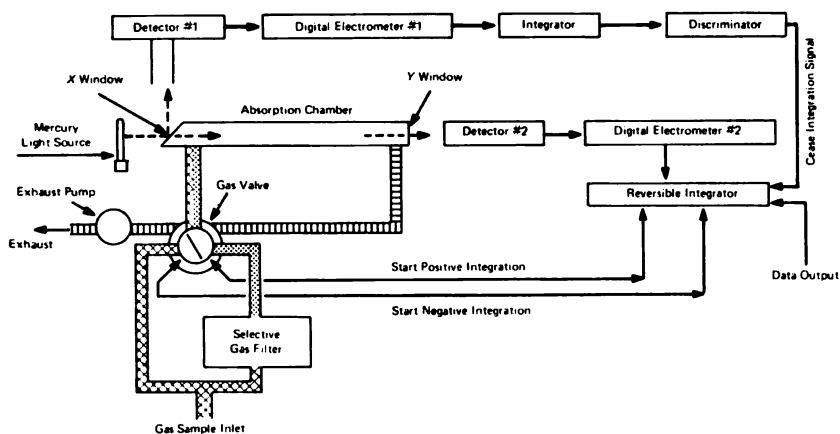 Detector #1
Digital Electrometer #1
Integrator
Discriminator
X Window
Y Window
Absorption Chamber
Mercury
Light Source
Detector #2
Digital Electrometer #2
Cease Integration Signal
Exhaust Pump
Gas Valve
Reversible Integrator
Exhaust
Start Positive Integration
Data Output
Start Negative Integration
Selective
Gas Filter
Gas Sample Inlet